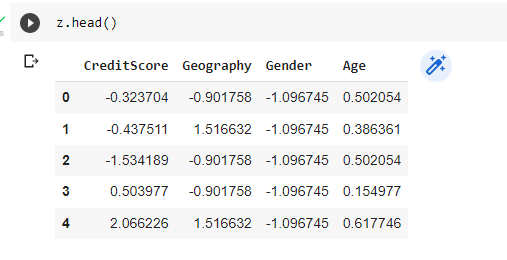 z.head()
CreditScore Geography Gender Age
0 -0.323704 -0.901758 -1.096745 0.502054
1 -0.437511 1.516632 -1.096745 0.386361
2 -1.534189 -0.901758 -1.096745 0.502054
3 0.503977 -0.901758 -1.096745 0.154977
4 2.066226 1.516632 -1.096745 0.617746